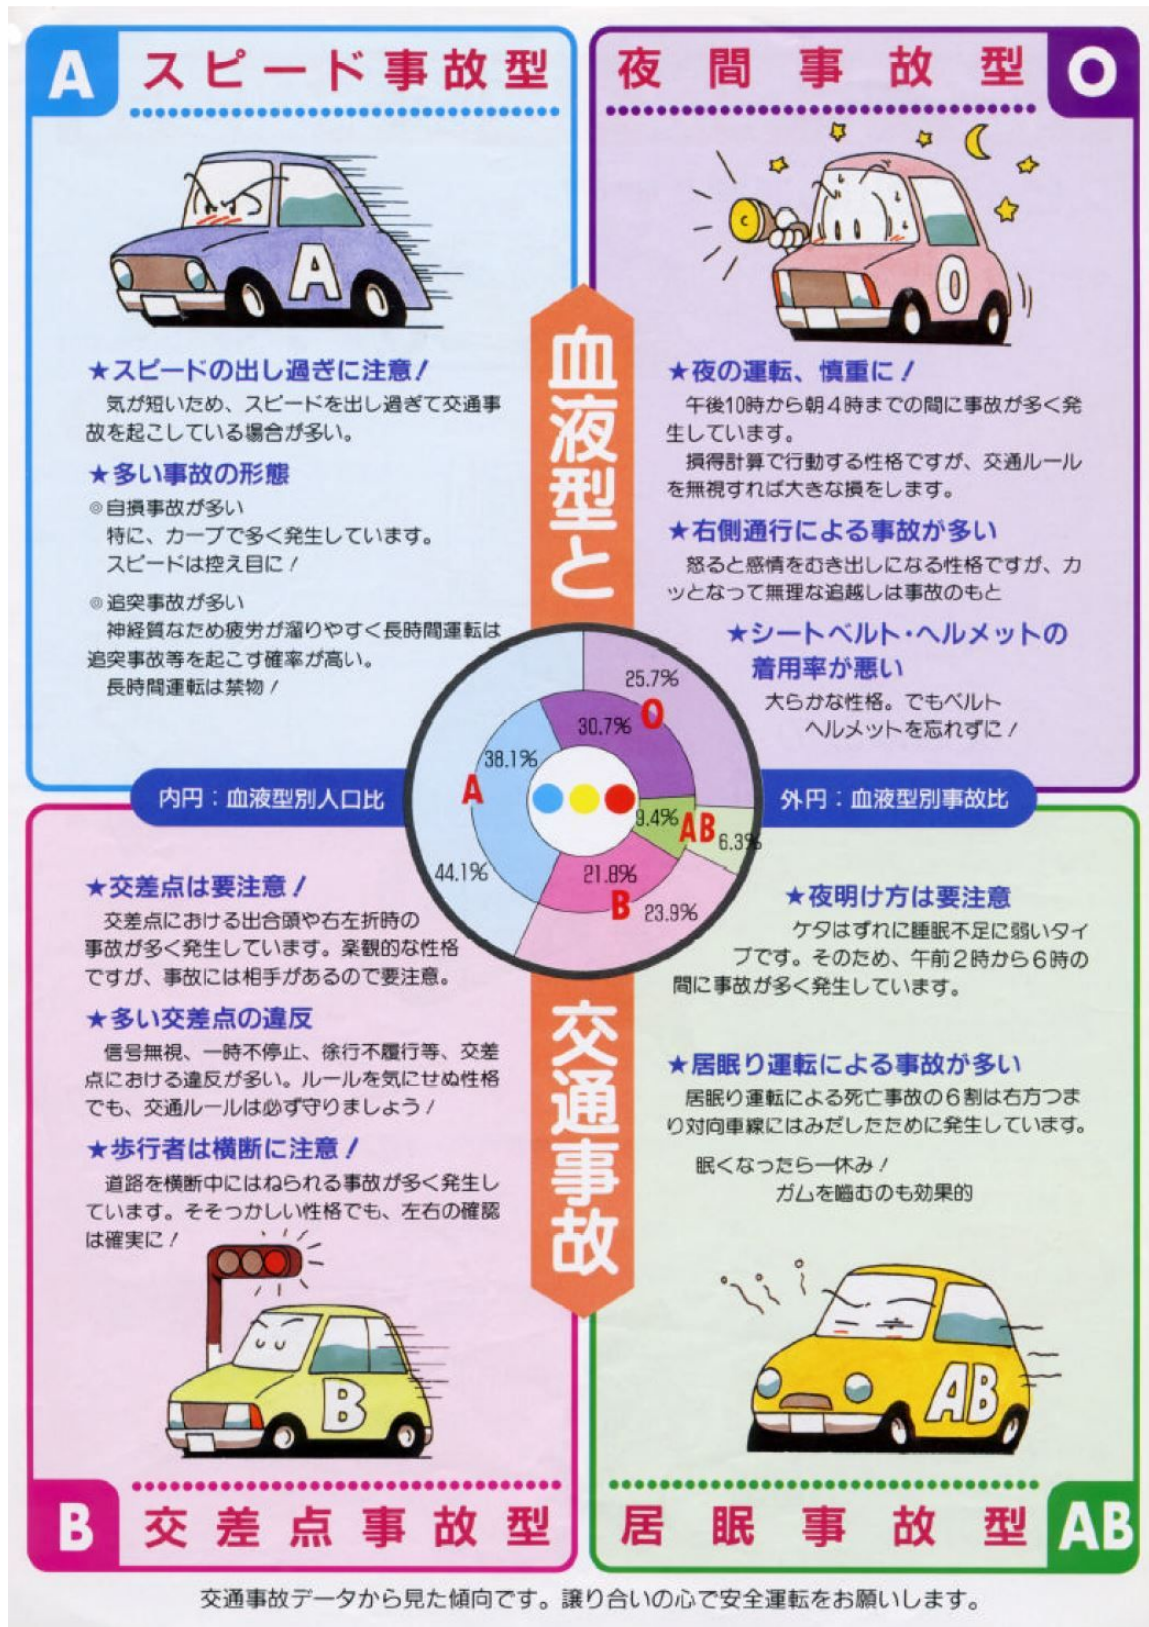 A スピード事故型
★スピードの出し過ぎに注意!
気が短いため、スピードを出し過ぎて交通事
故を起こしている場合が多い。
★多い事故の形態
◎自損事故が多い
特に、カーブで多く発生しています。
スピードは控え目に!
◎追突事故が多い
神経質なため疲労が溜りやすく長時間運転は
追突事故等を起こす確率が高い。
長時間運転は禁物!
A
夜間事故型 O
★夜の運転、慎重に!
午後10時から朝4時までの間に事故が多く発
生しています。
損得計算で行動する性格ですが、交通ルール
を無視すれば大きな損をします。
★右側通行による事故が多い
怒ると感情をむき出しになる性格ですが、カ
ッとなって無理な追越しは事故のもと
★シートベルト・ヘルメットの
着用率が悪い
大らかな性格。でもベルト
ヘルメットを忘れずに!
O
血液型と
交通事故
内円:血液型別人口比
外円:血液型別事故比
25.7%
30.7%
O
38.1%
A
44.1%
9.4%
AB
6.3%
21.8%
B
23.9%
★交差点は要注意!
交差点における出合頭や右左折時の
事故が多く発生しています。楽観的な性格
ですが、事故には相手があるので要注意。
★多い交差点の違反
信号無視、一時不停止、徐行不履行等、交差
点における違反が多い。ルールを気にせぬ性格
でも、交通ルールは必ず守りましょう!
★歩行者は横断に注意!
道路を横断中にはねられる事故が多く発生し
ています。そそっかしい性格でも、左右の確認
は確実に!
B
B 交差点事故型
★夜明け方は要注意
ケタはずれに睡眠不足に弱いタイ
プです。そのため、午前2時から6時の
間に事故が多く発生しています。
★居眠り運転による事故が多い
居眠り運転による死亡事故の6割は右方つま
り対向車線にはみだしたために発生しています。
眠くなったら一休み!
ガムを噛むのも効果的
AB
居眠事故型 AB
交通事故データから見た傾向です。譲り合いの心で安全運転をお願いします。